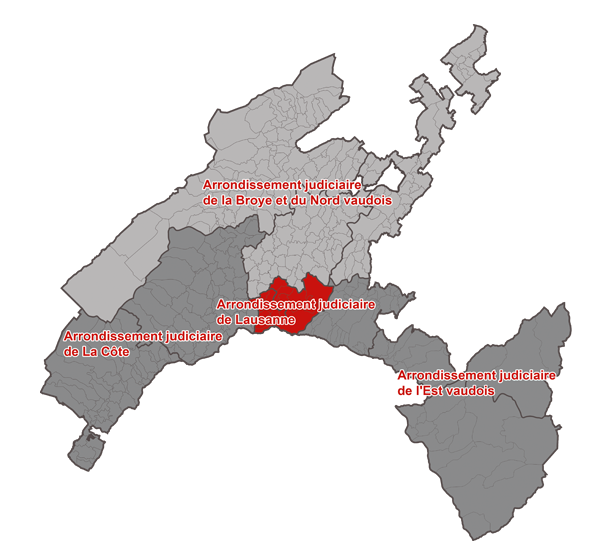 Arrondissement judiciaire
de la Broye et du Nord vaudois
Arrondissement judiciaire
de Lausanne
Arrondissement judiciaire
de La Côte
Arrondissement judiciaire
de l'Est vaudois